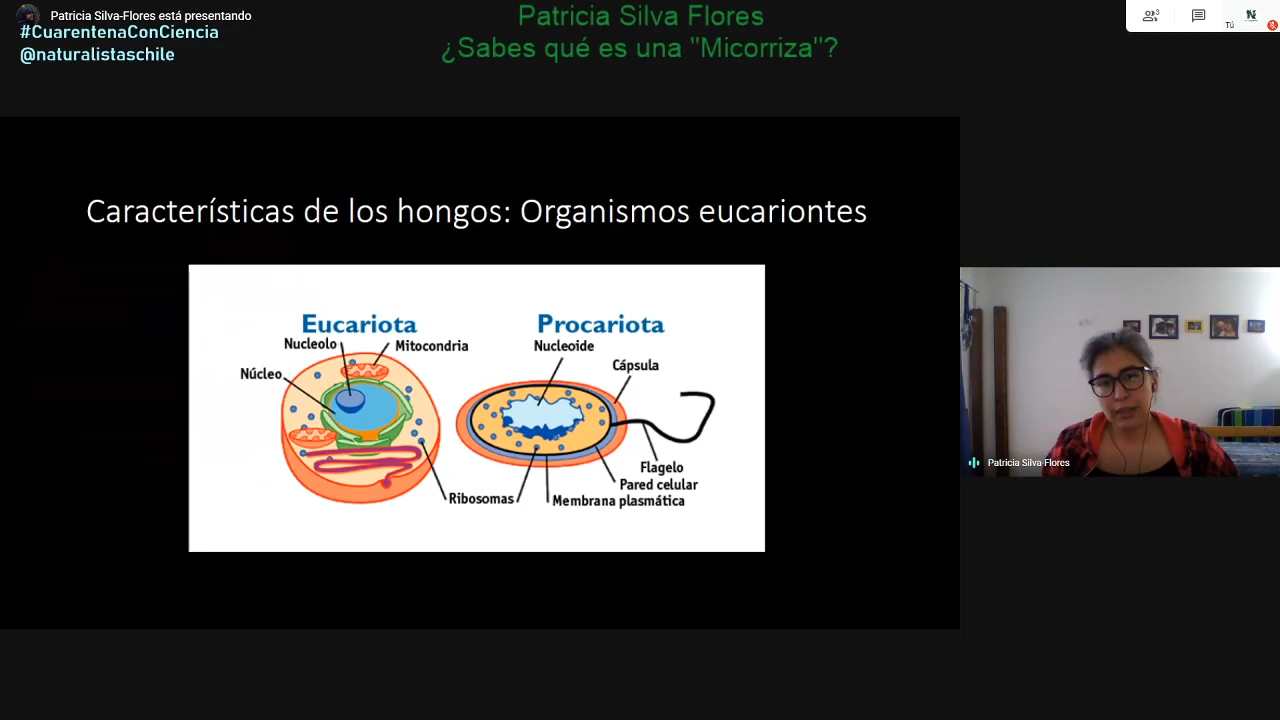 Patricia Silva-Flores está presentando
#CuarentenaConCiencia
@naturalistaschile
Patricia Silva Flores
¿Sabes qué es una "Micorriza"?
3
Tú
Características de los hongos: Organismos eucariontes
Eucariota
Nucleolo
Mitocondria
Núcleo
Ribosomas
Procariota
Nucleoide
Cápsula
Flagelo
Pared celular
Membrana plasmática
Patricia Silva-Flores